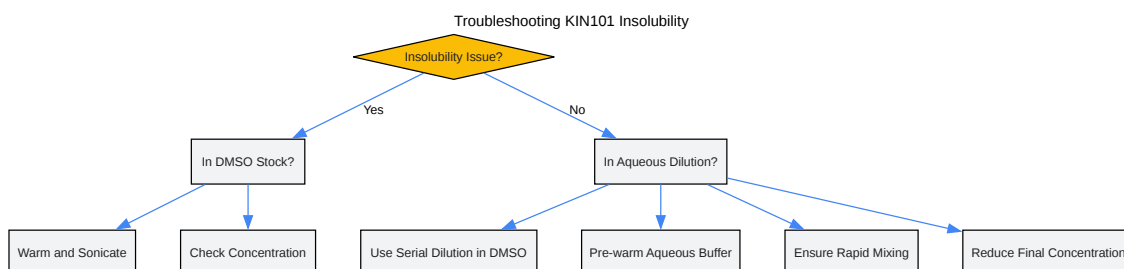 Troubleshooting KIN101 Insolubility
Insolubility Issue?
Yes
No
In DMSO Stock?
In Aqueous Dilution?
Warm and Sonicate
Check Concentration
Use Serial Dilution in DMSO
Pre-warm Aqueous Buffer
Ensure Rapid Mixing
Reduce Final Concentration